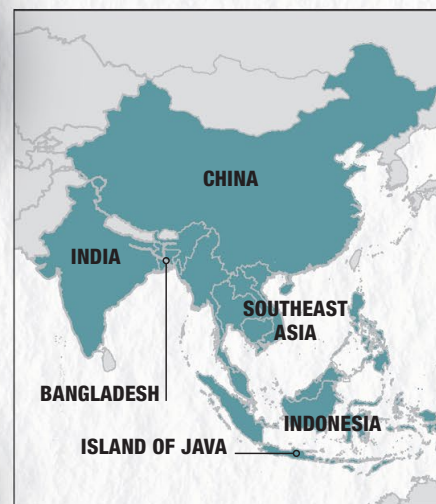 CHINA
INDIA
SOUTHEAST
ASIA
BANGLADESH
INDONESIA
ISLAND OF JAVA